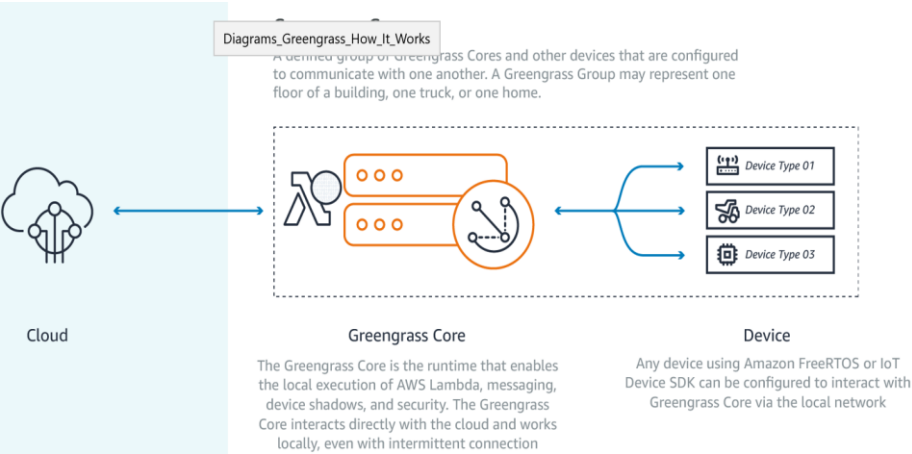 Diagrams_Greengrass_How_It_Works
A defined group of Greengrass Cores and other devices that are configured
to communicate with one another. A Greengrass Group may represent one
floor of a building, one truck, or one home.
Device Type 01
Device Type 02
Device Type 03
Cloud
Greengrass Core
Device
The Greengrass Core is the runtime that enables
the local execution of AWS Lambda, messaging,
device shadows, and security. The Greengrass
Core interacts directly with the cloud and works
locally, even with intermittent connection
Any device using Amazon FreeRTOS or IoT
Device SDK can be configured to interact with
Greengrass Core via the local network